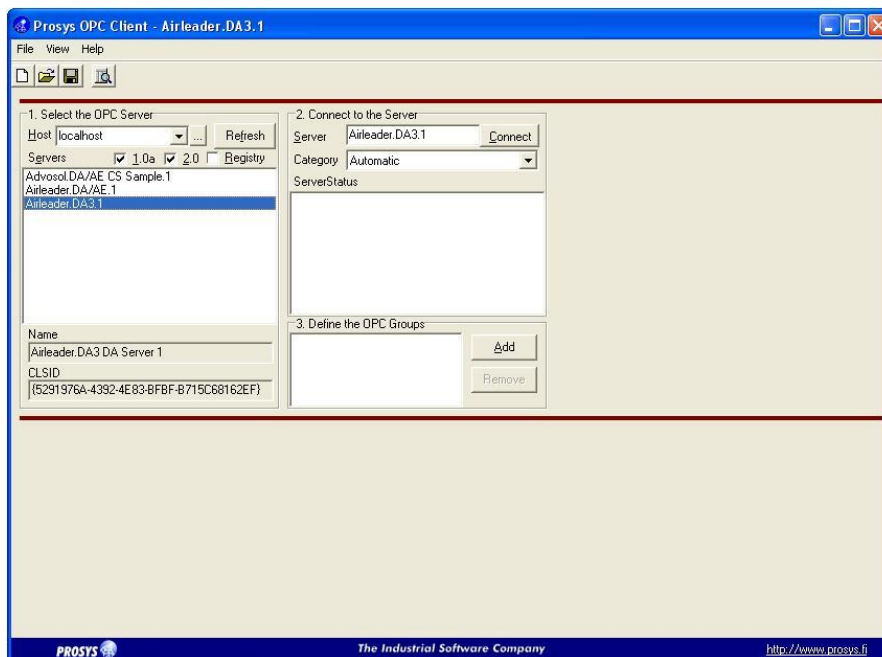 Prosys OPC Client - Airleader.DA3.1
File View Help
1. Select the OPC Server
Host localhost ... Refresh
Servers 1.0a 2.0 Registry
Advosol.DA/AE CS Sample.1
Airleader.DA/AE.1
Airleader.DA3.1
Name
Airleader.DA3 DA Server 1
CLSID
{5291976A-4392-4E83-BFBF-B715C68162EF}
2. Connect to the Server
Server Airleader.DA3.1 Connect
Category Automatic
ServerStatus
3. Define the OPC Groups
Add
Remove
PROSYS The Industrial Software Company http://www.prosys.fi